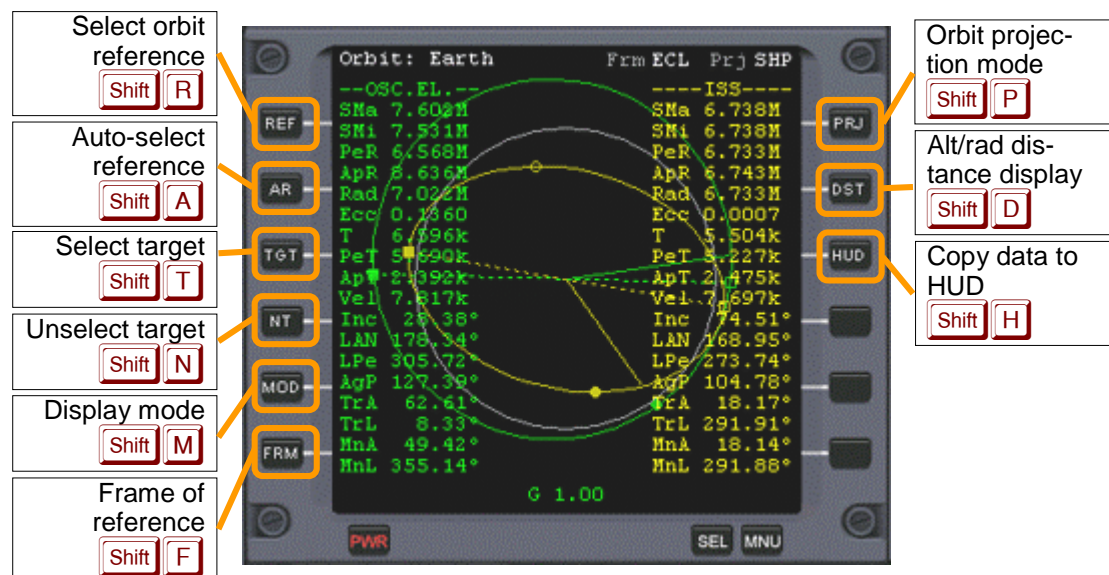 Select orbit
reference
Shift R
Auto-select
reference
Shift A
Select target
Shift T
Unselect target
Shift N
Display mode
Shift M
Frame of
reference
Shift F
REF
AR
TGT
NT
MOD
FRM
Orbit: Earth Frm ECL Prj SHP
--OSC.EL.--
SMa 7.602M
SMi 7.531M
PeR 6.568M
ApR 8.636M
Rad 7.022M
Ecc 0.1360
T 6.596k
PeT 5.690k
ApT 2.392k
Vel 7.817k
Inc 28.38°
LAN 178.34°
LPe 305.72°
AgP 127.39°
TrA 62.61°
TrL 8.33°
MnA 49.42°
MnL 355.14°
----ISS----
SMa 6.738M
SMi 6.738M
PeR 6.733M
ApR 6.743M
Rad 6.733M
Ecc 0.0007
T 5.504k
PeT 5.227k
ApT 2.475k
Vel 7.697k
Inc 74.51°
LAN 168.95°
LPe 273.74°
AgP 104.78°
TrA 18.17°
TrL 291.91°
MnA 18.14°
MnL 291.88°
G 1.00
PWR
SEL MNU
PRJ
DST
HUD
Orbit projec-
tion mode
Shift P
Alt/rad dis-
tance display
Shift D
Copy data to
HUD
Shift H